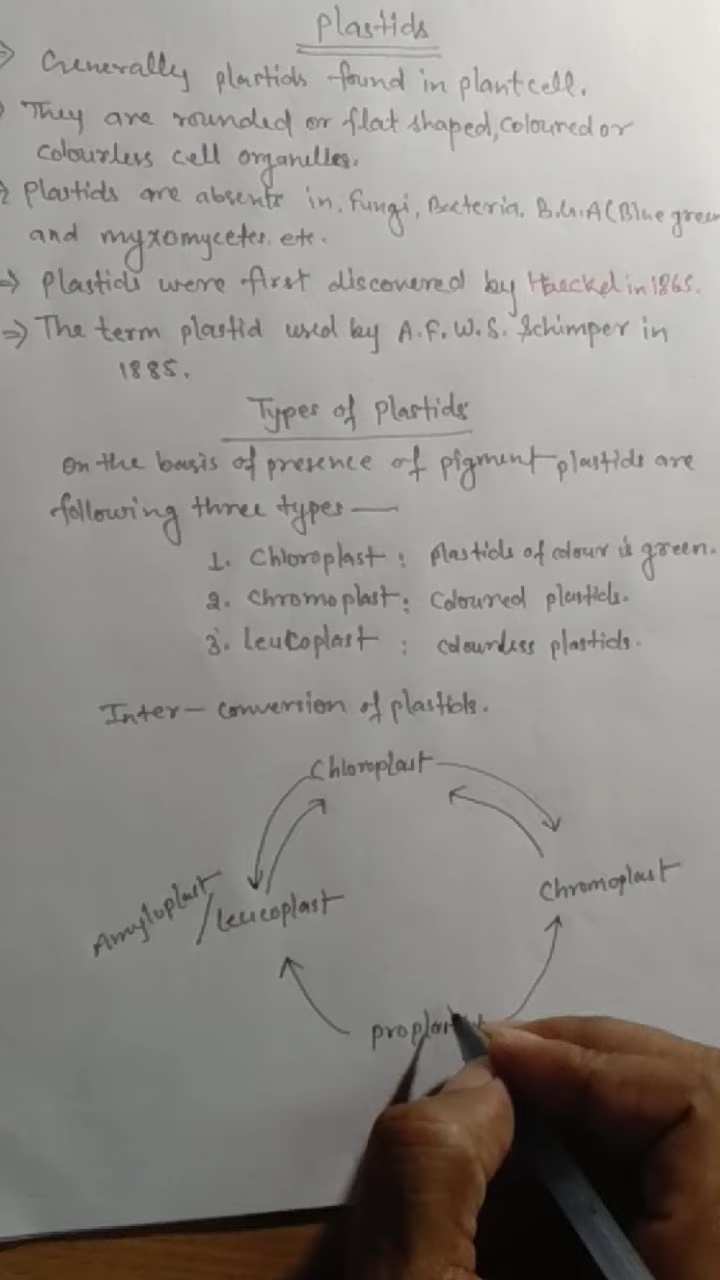 Plastids
=> Generally plastids found in plant cell.
They are rounded or flat shaped, coloured or
colourless cell organelles.
Plastids are absents in, Fungi, Bacteria, B.G.A (Blue green
and myxomycetes. etc.
=> Plastids were first discovered by Haeckel in 1865.
=> The term plastid used by A.F.W.S. Schimper in
1885.
Types of Plastids
On the basis of presence of pigment plastids are
following three types—
1. Chloroplast : plastids of colour is green.
2. Chromoplast : Coloured plastids.
3. Leucoplast : colourless plastids.
Inter-conversion of plastids.
Chloroplast
Chromoplast
Amyloplast
/Leucoplast